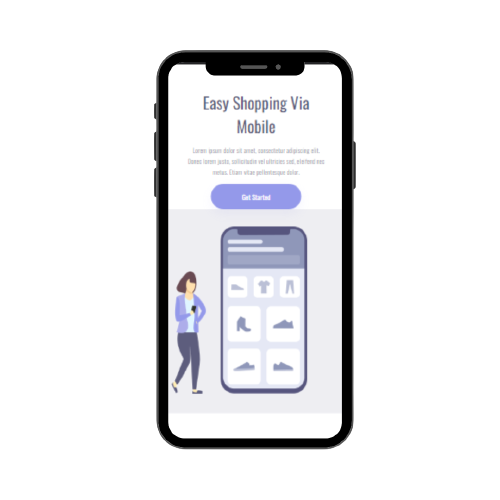 Easy Shopping Via
Mobile
Lorem ipsum dolor sit amet, consectetur adipiscing elit.
Donec lorem justo, sollicitudin vel ultricies sed, eleifend nec
metus. Etiam vitae pellentesque dolor.
Get Started